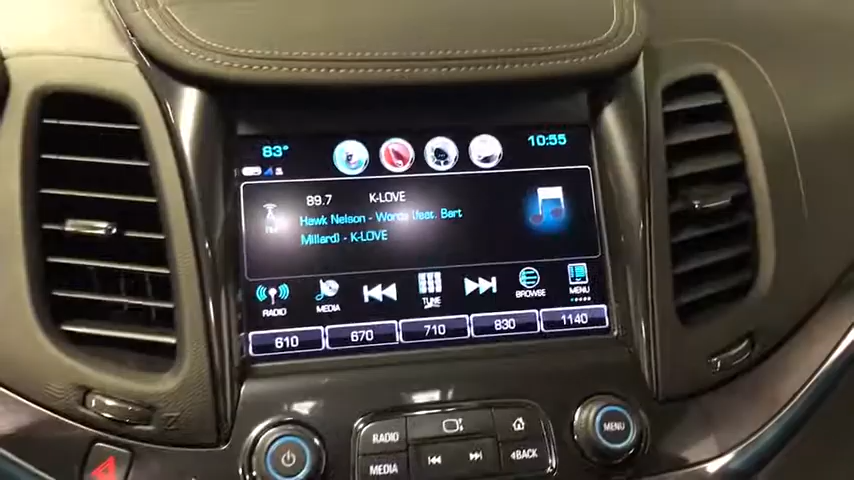 83°
10:55
89.7 K-LOVE
Hawk Nelson - Words (feat. Bart
Millard) - K-LOVE
FM
RADIO
MEDIA
TUNE
BROWSE
MENU
610
670
710
830
1140
RADIO
MEDIA
BACK
MENU